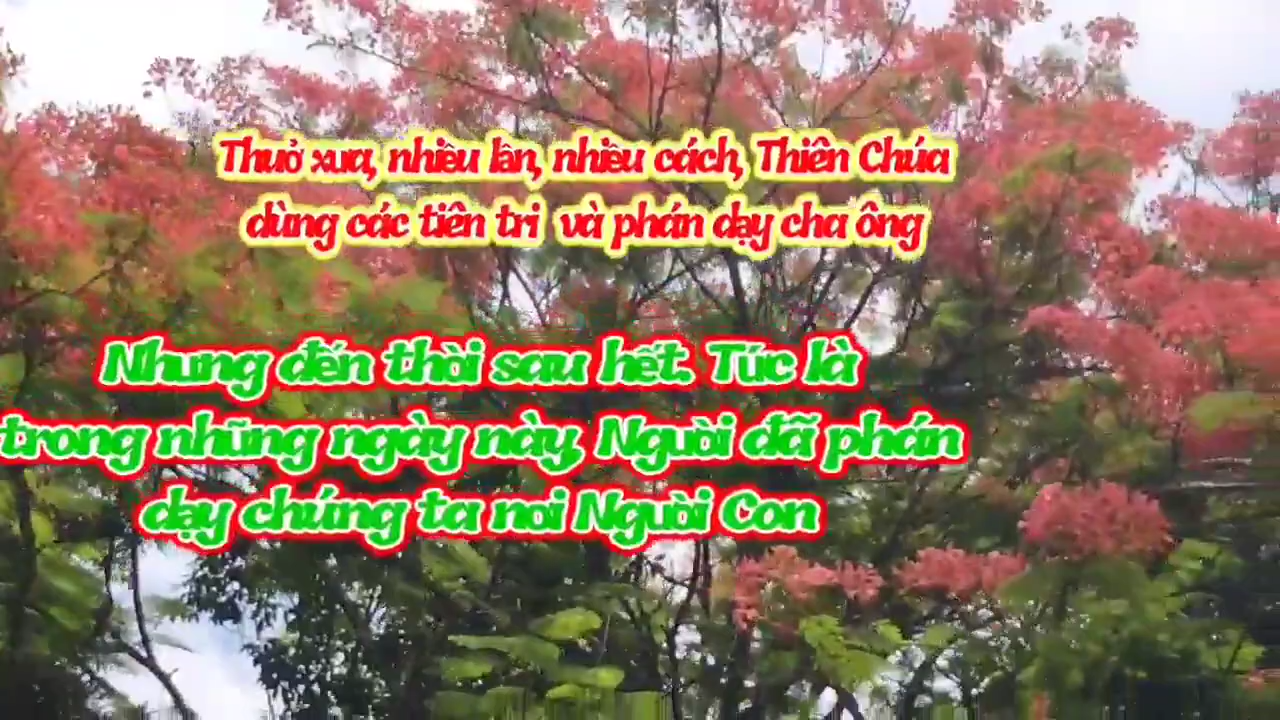 Thuở xưa, nhiều lần, nhiều cách, Thiên Chúa
dùng các tiên tri và phán dạy cha ông
Nhưng đến thời sau hết. Túc là
trong những ngày này, Người đã phán
dạy chúng ta nơi Người Con